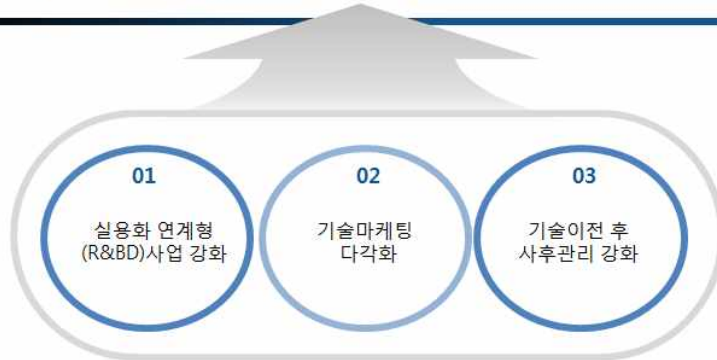 01
실용화 연계형
(R&BD)사업 강화
02
기술마케팅
다각화
03
기술이전 후
사후관리 강화